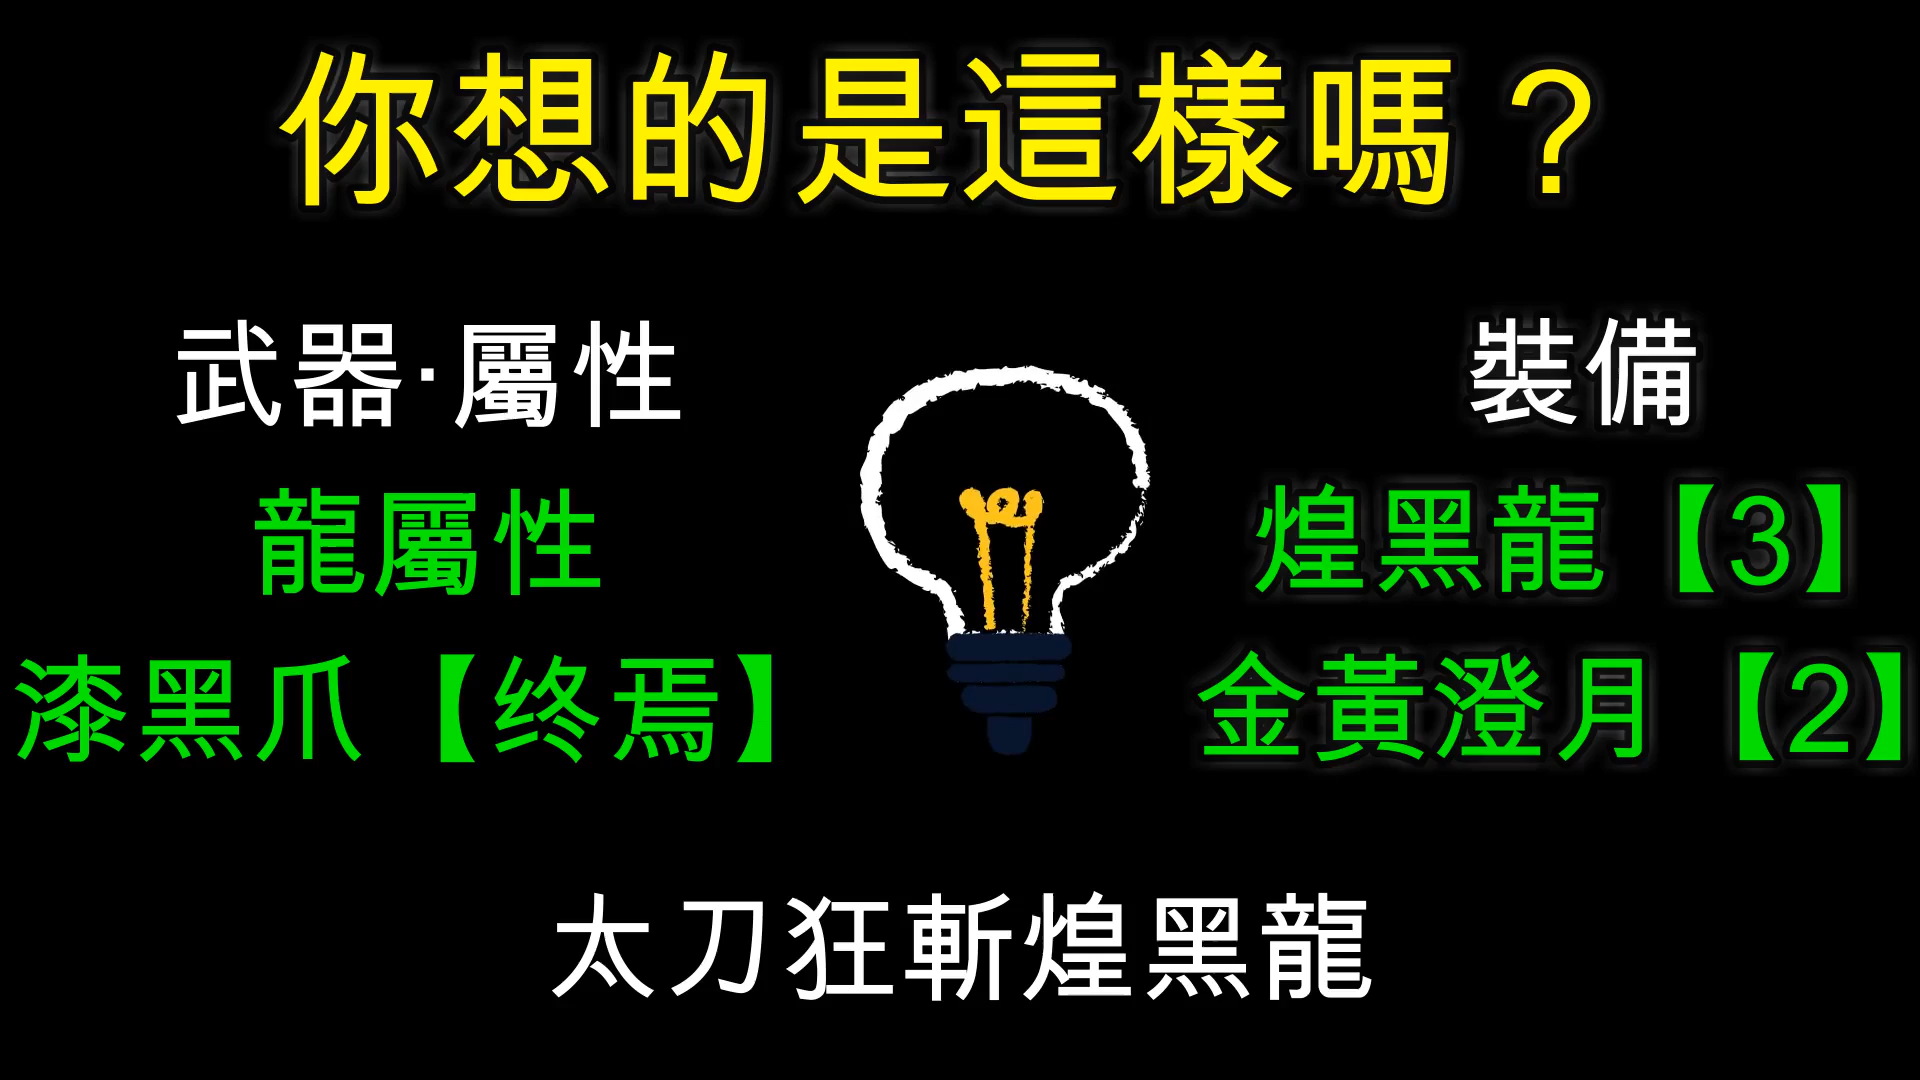 你想的是這樣嗎？
武器·屬性
龍屬性
漆黑爪【终焉】
裝備
煌黑龍【3】
金黃澄月【2】
太刀狂斬煌黑龍